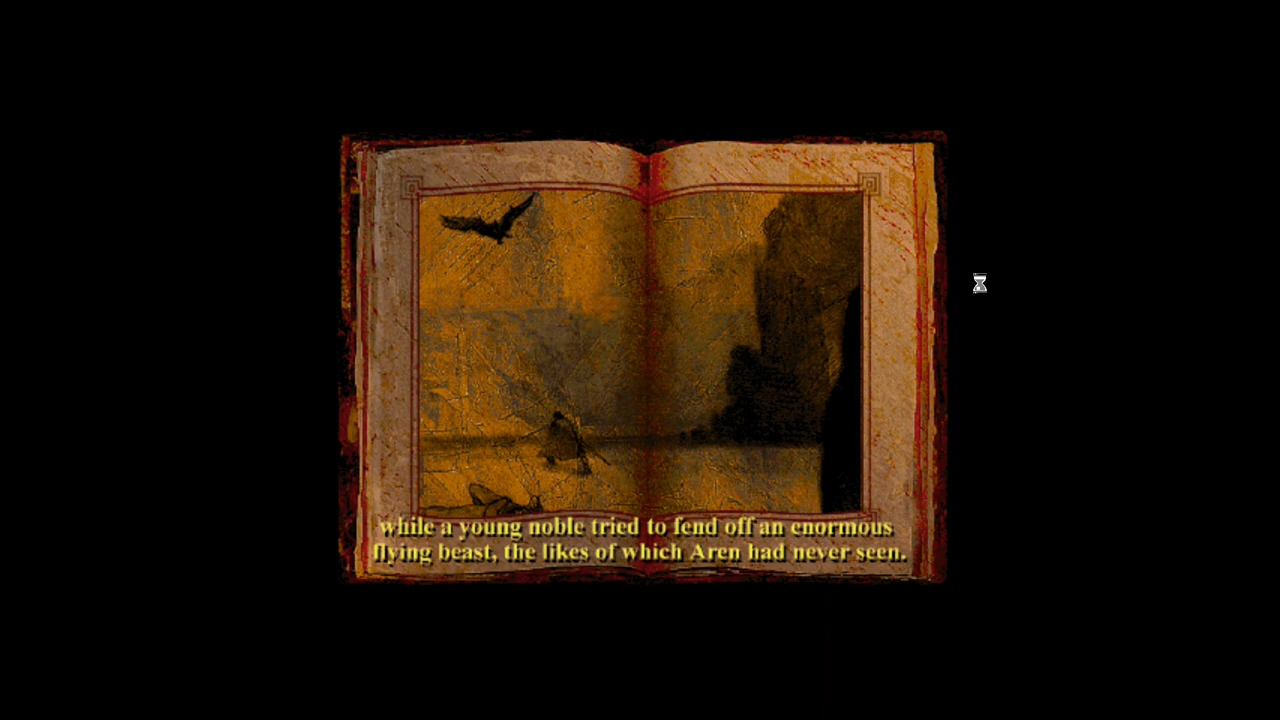 while a young noble tried to fend off an enormous
flying beast, the likes of which Aren had never seen.